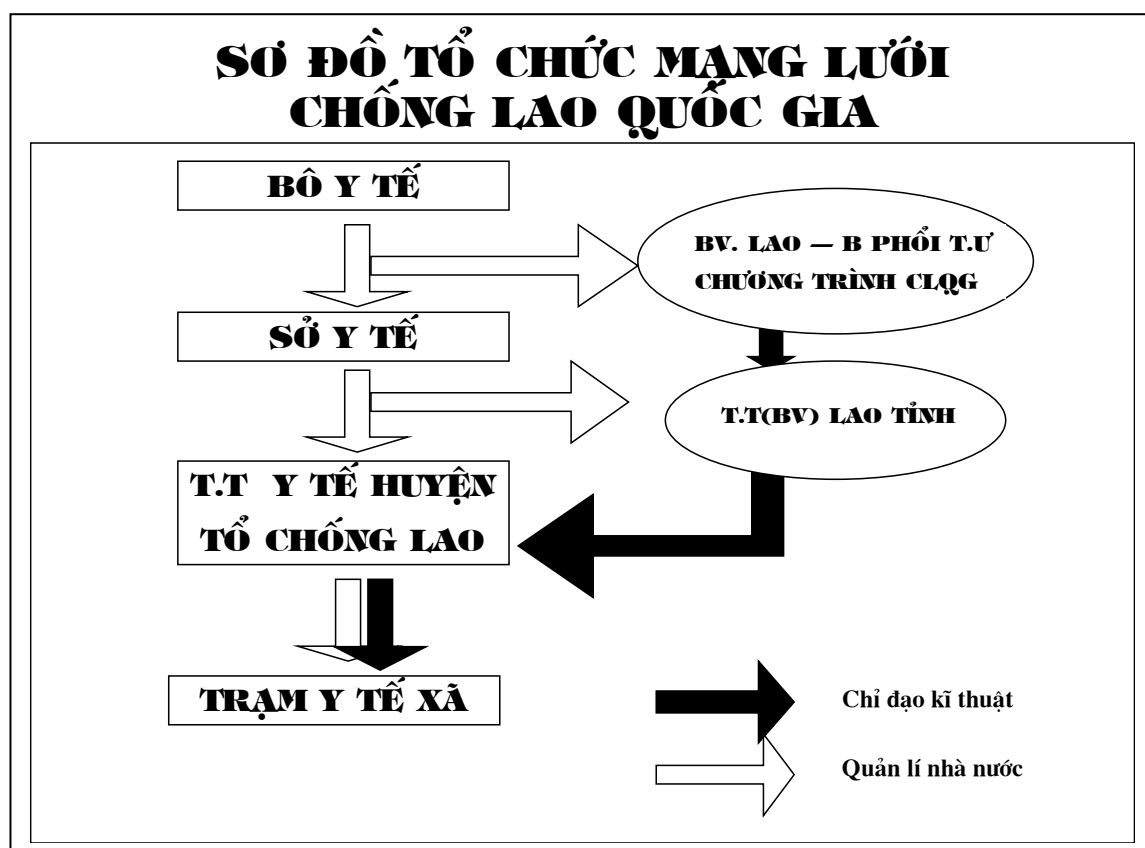 SƠ ĐỒ TỔ CHỨC MẠNG LƯỚI
CHỐNG LAO QUỐC GIA
BÔ Y TẾ
BV. LAO – B PHỔI T.Ư
CHƯƠNG TRÌNH CLQG
SỞ Y TẾ
T.T(BV) LAO TỈNH
T.T Y TẾ HUYỆN
TỔ CHỐNG LAO
TRẠM Y TẾ XÃ
Chỉ đạo kĩ thuật
Quản lí nhà nước